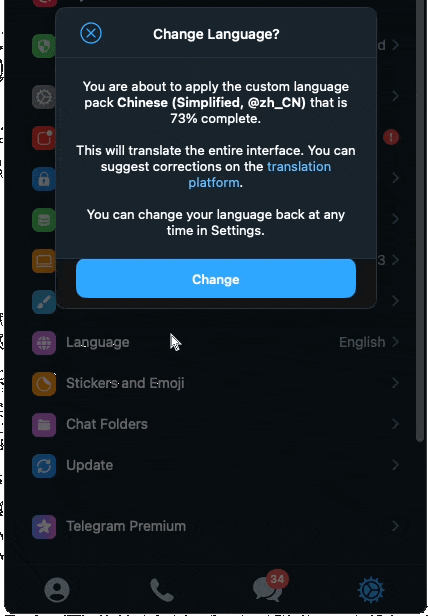 Change Language?
d
You are about to apply the custom language
pack Chinese (Simplified, @zh_CN) that is
73% complete.
This will translate the entire interface. You can
suggest corrections on the translation
platform.
You can change your language back at any
time in Settings.
3
Change
Language English
Stickers and Emoji
Chat Folders
Update
Telegram Premium
34